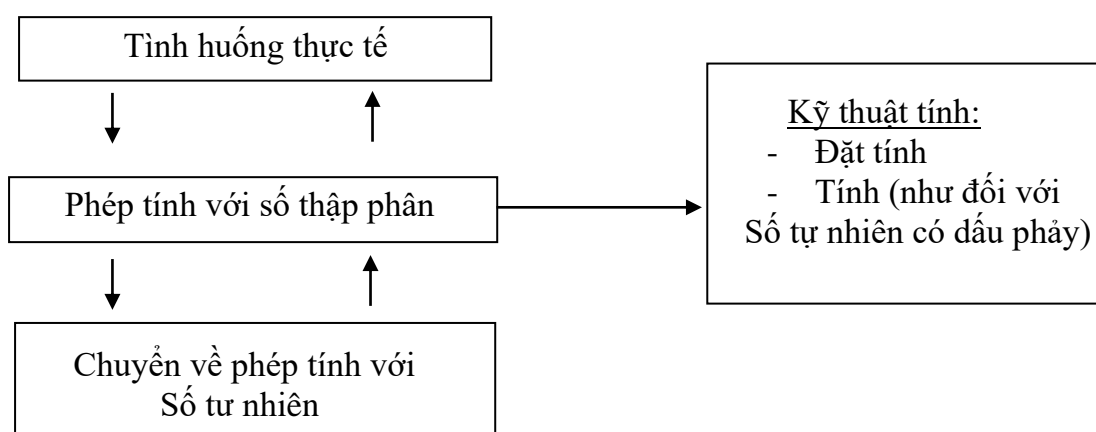 Tình huống thực tế
Phép tính với số thập phân
Chuyển về phép tính với
Số tư nhiên
Kỹ thuật tính:
- Đặt tính
- Tính (như đối với
Số tự nhiên có dấu phảy)